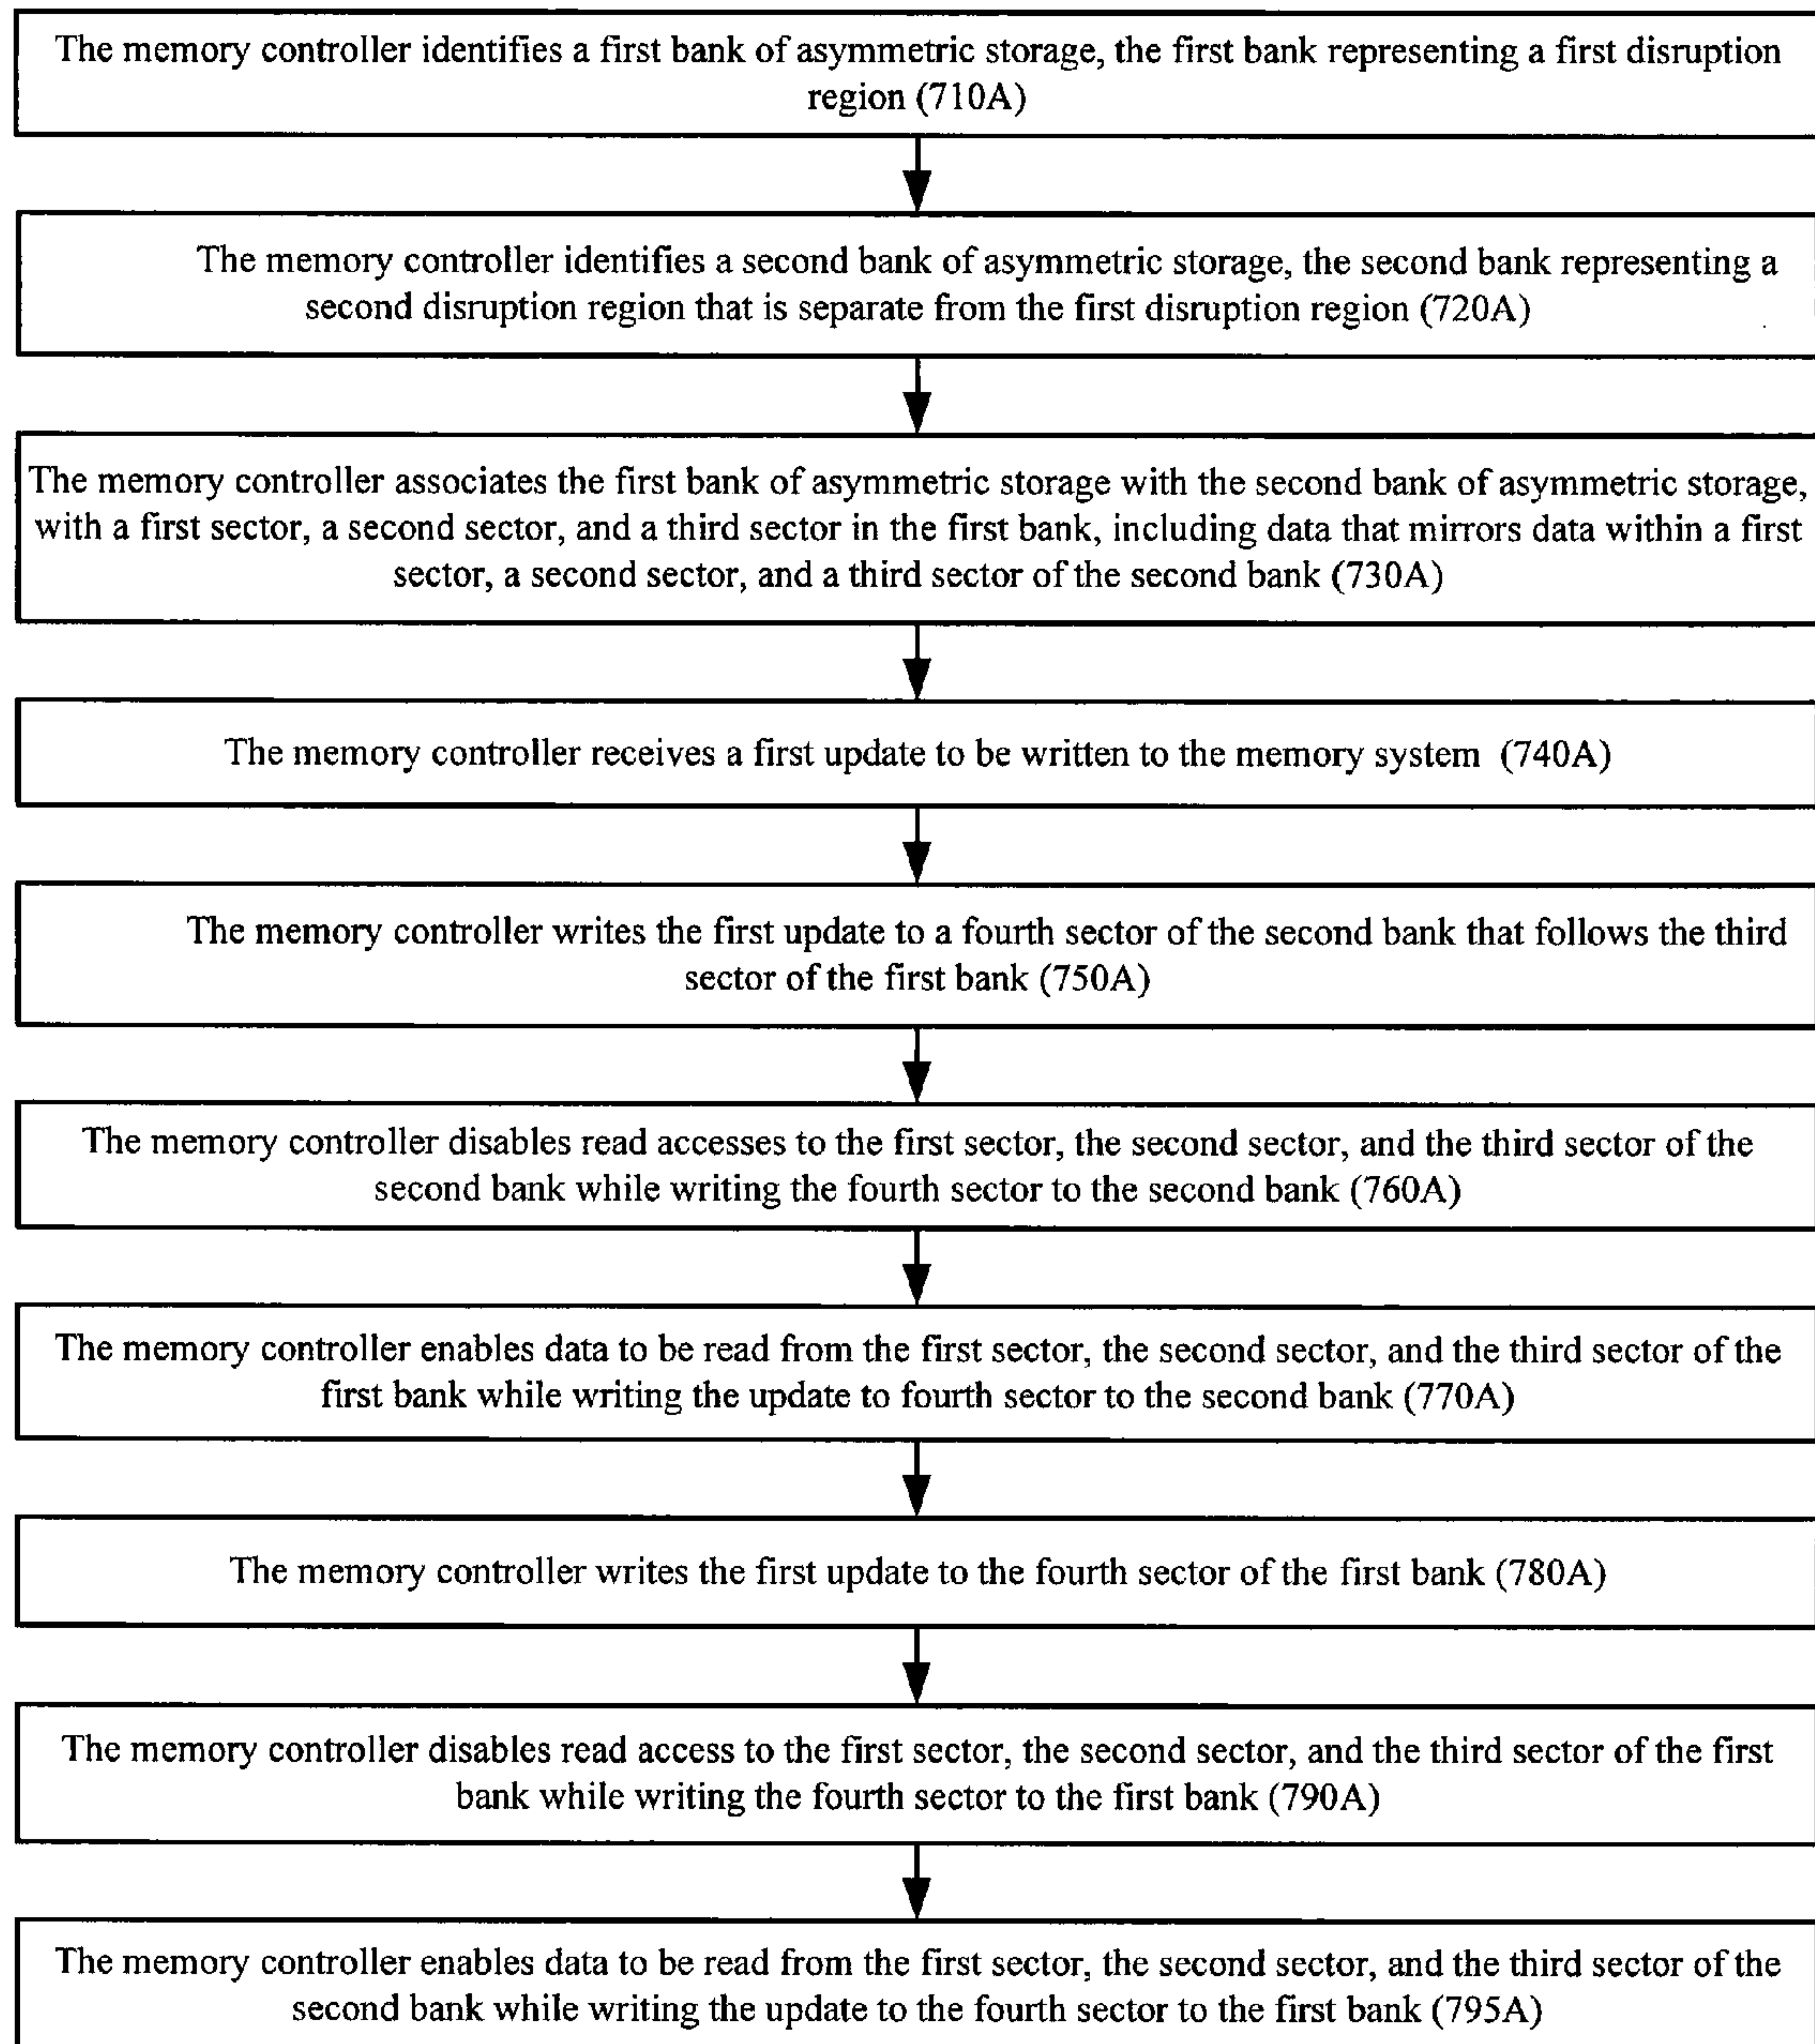 The memory controller identifies a first bank of asymmetric storage, the first bank representing a first disruption
region (710A)
The memory controller identifies a second bank of asymmetric storage, the second bank representing a
second disruption region that is separate from the first disruption region (720A)
The memory controller associates the first bank of asymmetric storage with the second bank of asymmetric storage,
with a first sector, a second sector, and a third sector in the first bank, including data that mirrors data within a first
sector, a second sector, and a third sector of the second bank (730A)
The memory controller receives a first update to be written to the memory system (740A)
The memory controller writes the first update to a fourth sector of the second bank that follows the third
sector of the first bank (750A)
The memory controller disables read accesses to the first sector, the second sector, and the third sector of the
second bank while writing the fourth sector to the second bank (760A)
The memory controller enables data to be read from the first sector, the second sector, and the third sector of the
first bank while writing the update to fourth sector to the second bank (770A)
The memory controller writes the first update to the fourth sector of the first bank (780A)
The memory controller disables read access to the first sector, the second sector, and the third sector of the first
bank while writing the fourth sector to the first bank (790A)
The memory controller enables data to be read from the first sector, the second sector, and the third sector of the
second bank while writing the update to the fourth sector to the first bank (795A)